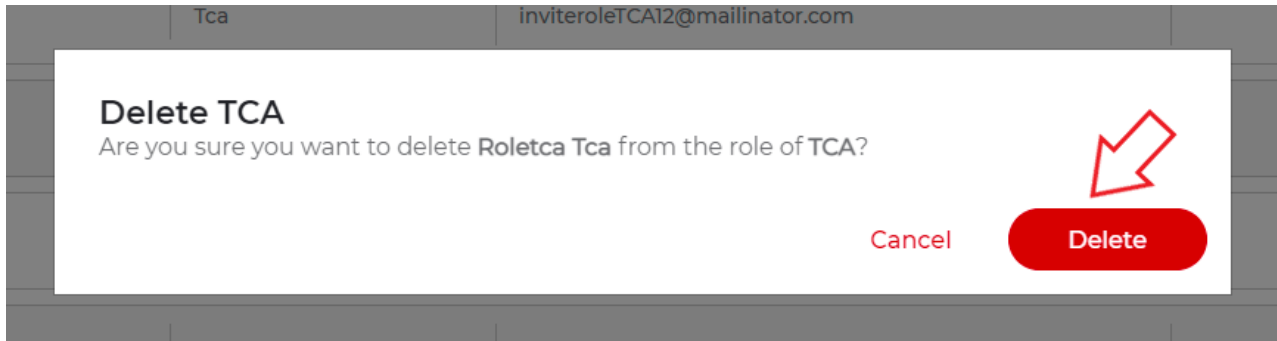 Tca inviteroleTCA12@mailinator.com
Delete TCA
Are you sure you want to delete Roletca Tca from the role of TCA?
Cancel Delete